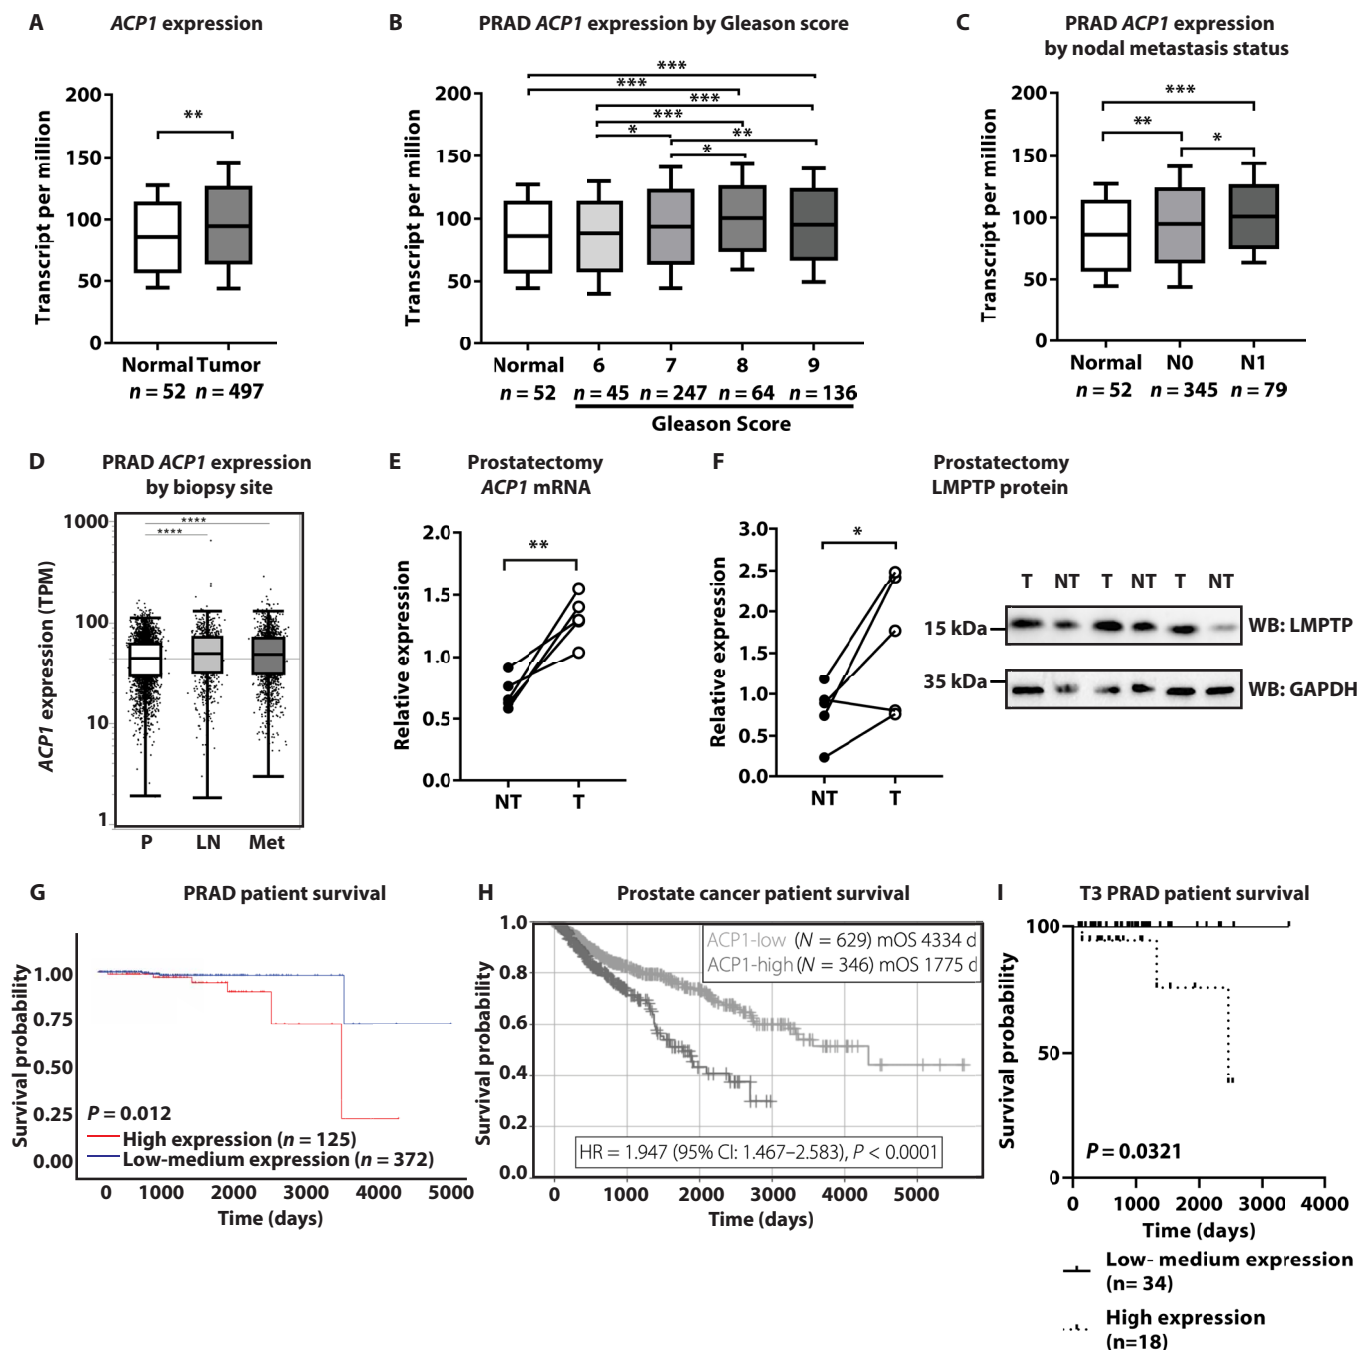 A
ACP1 expression
Transcript per million
200
150
100
50
0
**
Normal Tumor
n = 52 n = 497
B
PRAD ACP1 expression by Gleason score
Transcript per million
200
150
100
50
0
***
***
***
***
*
**
*
Normal 6 7 8 9
n = 52 n = 45 n = 247 n = 64 n = 136
Gleason Score
C
PRAD ACP1 expression
by nodal metastasis status
Transcript per million
200
150
100
50
0
***
**
*
Normal N0 N1
n = 52 n = 345 n = 79
D
PRAD ACP1 expression
by biopsy site
ACP1 expression (TPM)
1000
100
10
1
****
****
P LN Met
E
Prostatectomy
ACP1 mRNA
Relative expression
2.0
1.5
1.0
0.5
0.0
**
NT T
F
Prostatectomy
LMPTP protein
Relative expression
3.0
2.5
2.0
1.5
1.0
0.5
0.0
*
NT T
T NT T NT T NT
15 kDa
WB: LMPTP
35 kDa
WB: GAPDH
G
PRAD patient survival
Survival probability
1.00
0.75
0.50
0.25
0.00
P = 0.012
High expression (n = 125)
Low-medium expression (n = 372)
0 1000 2000 3000 4000 5000
Time (days)
H
Prostate cancer patient survival
Survival probability
1.0
0.8
0.6
0.4
0.2
0.0
ACP1-low (N = 629) mOS 4334 d
ACP1-high (N = 346) mOS 1775 d
HR = 1.947 (95% CI: 1.467–2.583), P < 0.0001
0 1000 2000 3000 4000 5000
Time (days)
I
T3 PRAD patient survival
Survival probability
100
50
0
P = 0.0321
0 1000 2000 3000 4000
Time (days)
Low- medium expression
(n= 34)
High expression
(n=18)